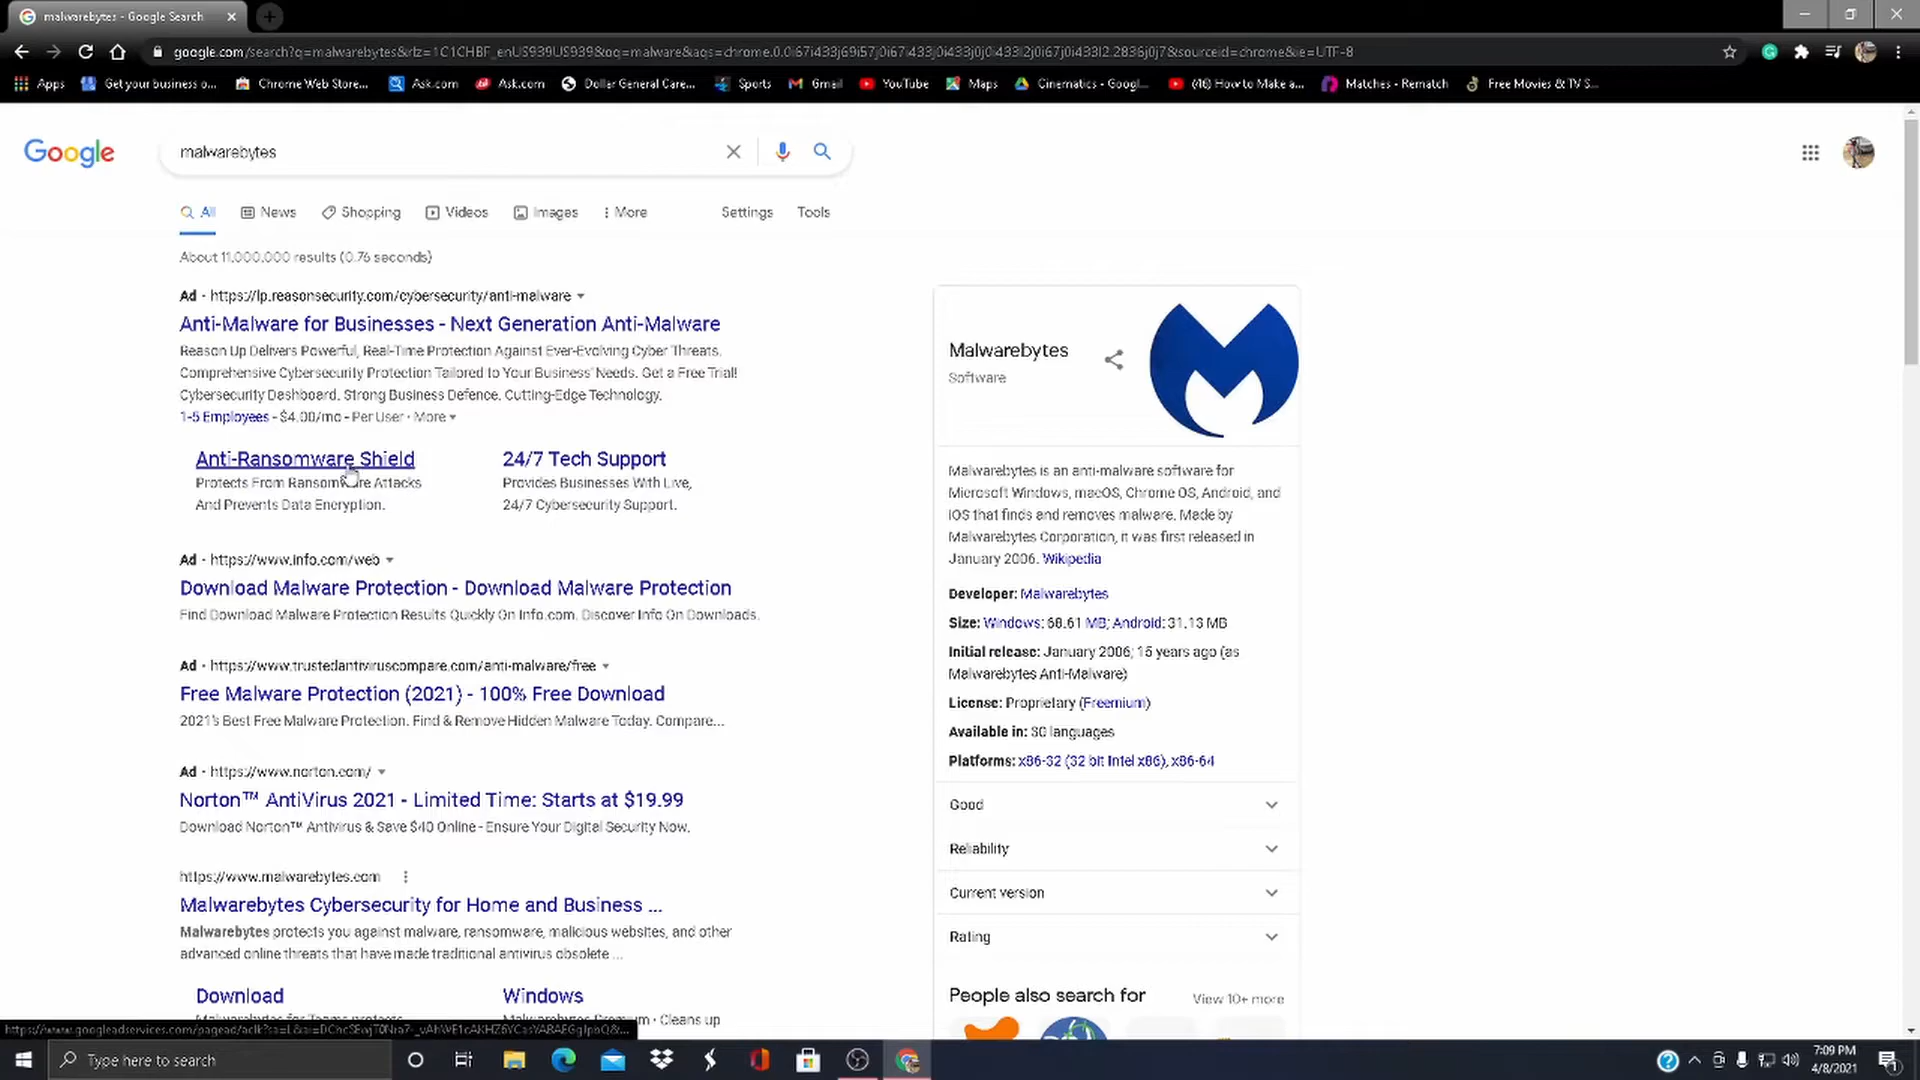 malwarebytes - Google Search
google.com/search?q=malwarebytes&rlz=1C1CHBF_enUS939US939&oq=malware&aqs=chrome.0.0i67i433j69i57j0i67i433j0i433j0j0i433l2j0i67j0i433l2.2836j0j7&sourceid=chrome&ie=UTF-8
Apps Get your business o... Chrome Web Store... Ask.com Ask.com Dollar General Care... Sports Gmail YouTube Maps Cinematics - Googl... (46) How to Make a... Matches - Rematch Free Movies & TV S...
Google
malwarebytes
All News Shopping Videos Images More Settings Tools
About 11,000,000 results (0.76 seconds)
Ad · https://lp.reasonsecurity.com/cybersecurity/anti-malware
Anti-Malware for Businesses - Next Generation Anti-Malware
Reason Up Delivers Powerful, Real-Time Protection Against Ever-Evolving Cyber Threats.
Comprehensive Cybersecurity Protection Tailored to Your Business' Needs. Get a Free Trial!
Cybersecurity Dashboard. Strong Business Defence. Cutting-Edge Technology.
1-5 Employees - $4.00/mo - Per User · More
Anti-Ransomware Shield
Protects From Ransomware Attacks
And Prevents Data Encryption.
24/7 Tech Support
Provides Businesses With Live,
24/7 Cybersecurity Support.
Ad · https://www.info.com/web
Download Malware Protection - Download Malware Protection
Find Download Malware Protection Results Quickly On Info.com. Discover Info On Downloads.
Ad · https://www.trustedantiviruscompare.com/anti-malware/free
Free Malware Protection (2021) - 100% Free Download
2021's Best Free Malware Protection. Find & Remove Hidden Malware Today. Compare...
Ad · https://www.norton.com/
Norton™ AntiVirus 2021 - Limited Time: Starts at $19.99
Download Norton™ Antivirus & Save $40 Online - Ensure Your Digital Security Now.
https://www.malwarebytes.com
Malwarebytes Cybersecurity for Home and Business ...
Malwarebytes protects you against malware, ransomware, malicious websites, and other
advanced online threats that have made traditional antivirus obsolete ...
Download
Malwarebytes for Teams protects
Windows
Malwarebytes Premium · Cleans up
Malwarebytes
Software
Malwarebytes is an anti-malware software for
Microsoft Windows, macOS, Chrome OS, Android, and
iOS that finds and removes malware. Made by
Malwarebytes Corporation, it was first released in
January 2006. Wikipedia
Developer: Malwarebytes
Size: Windows: 68.61 MB; Android: 31.13 MB
Initial release: January 2006; 15 years ago (as
Malwarebytes Anti-Malware)
License: Proprietary (Freemium)
Available in: 30 languages
Platforms: x86-32 (32 bit Intel x86), x86-64
Good
Reliability
Current version
Rating
People also search for View 10+ more
Type here to search
7:09 PM
4/8/2021